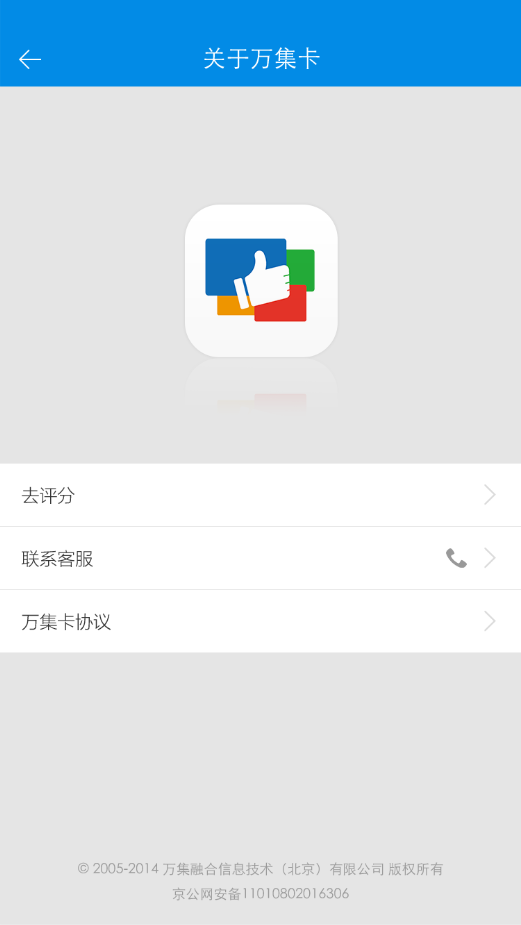 关于万集卡
去评分
联系客服
万集卡协议
© 2005-2014 万集融合信息技术（北京）有限公司 版权所有
京公网安备11010802016306